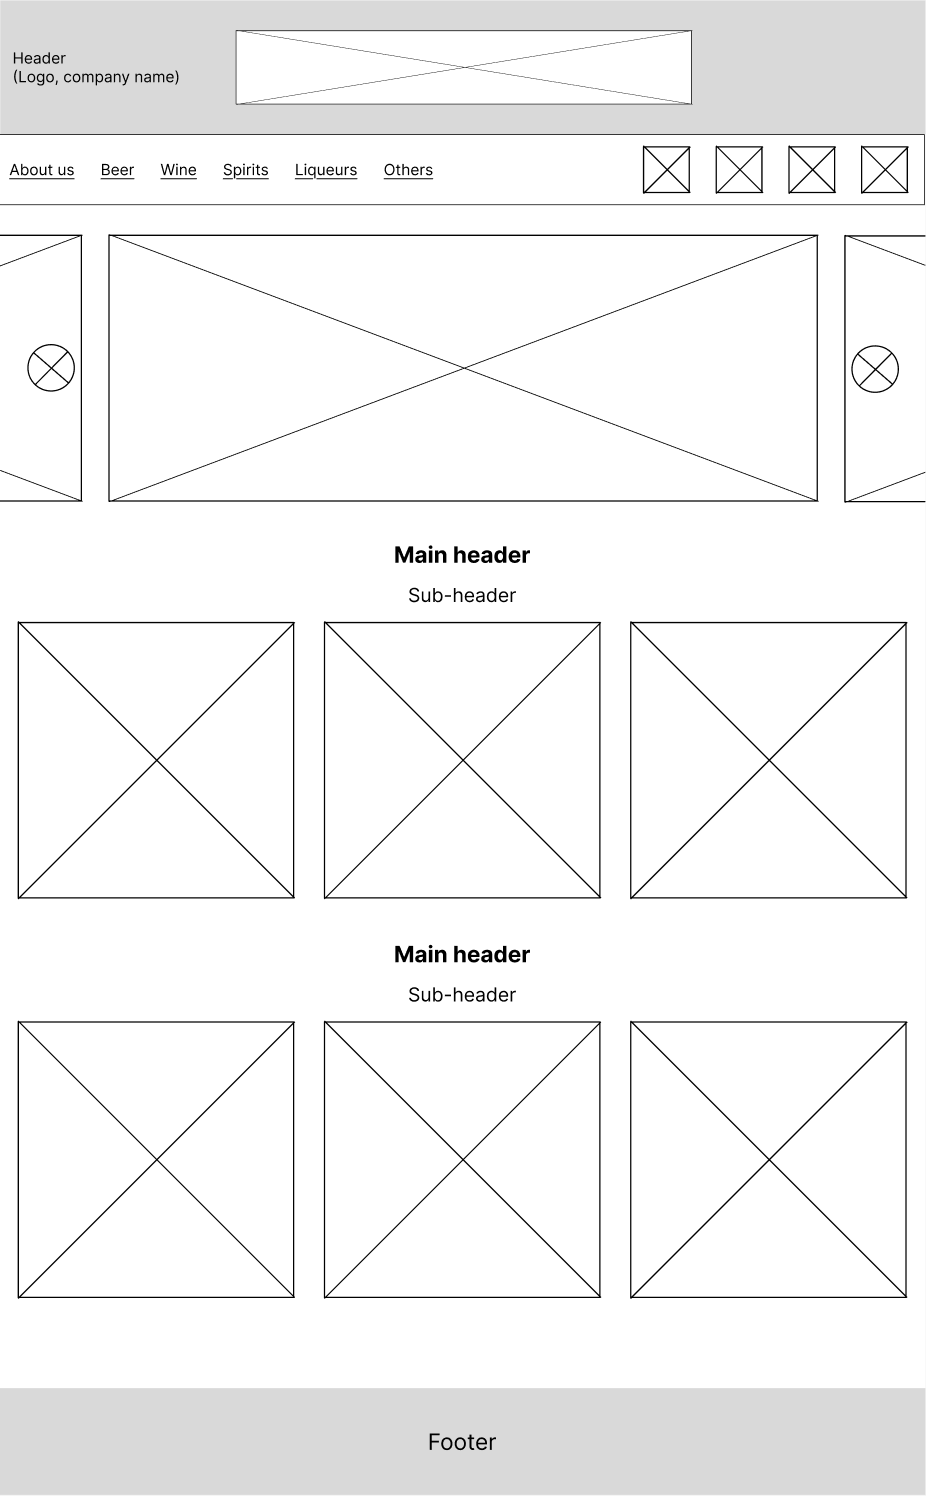 Header
(Logo, company name)
About us Beer Wine Spirits Liqueurs Others
Main header
Sub-header
Main header
Sub-header
Footer